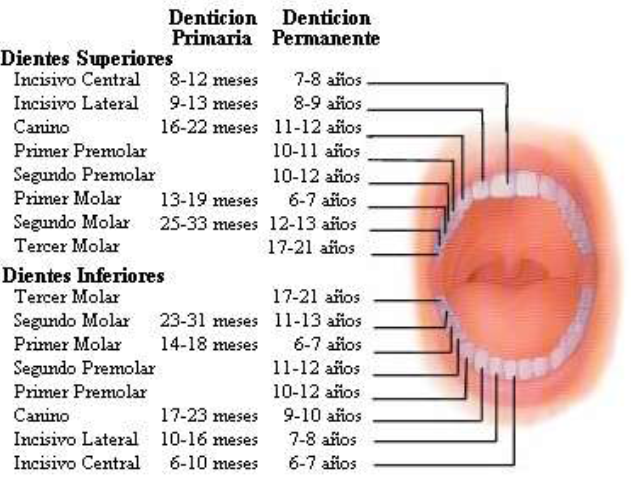 Denticion Denticion
Primaria Permanente
Dientes Superiores
Incisivo Central 8-12 meses 7-8 años
Incisivo Lateral 9-13 meses 8-9 años
Canino 16-22 meses 11-12 años
Primer Premolar 10-11 años
Segundo Premolar 10-12 años
Primer Molar 13-19 meses 6-7 años
Segundo Molar 25-33 meses 12-13 años
Tercer Molar 17-21 años
Dientes Inferiores
Tercer Molar 17-21 años
Segundo Molar 23-31 meses 11-13 años
Primer Molar 14-18 meses 6-7 años
Segundo Premolar 11-12 años
Primer Premolar 10-12 años
Canino 17-23 meses 9-10 años
Incisivo Lateral 10-16 meses 7-8 años
Incisivo Central 6-10 meses 6-7 años